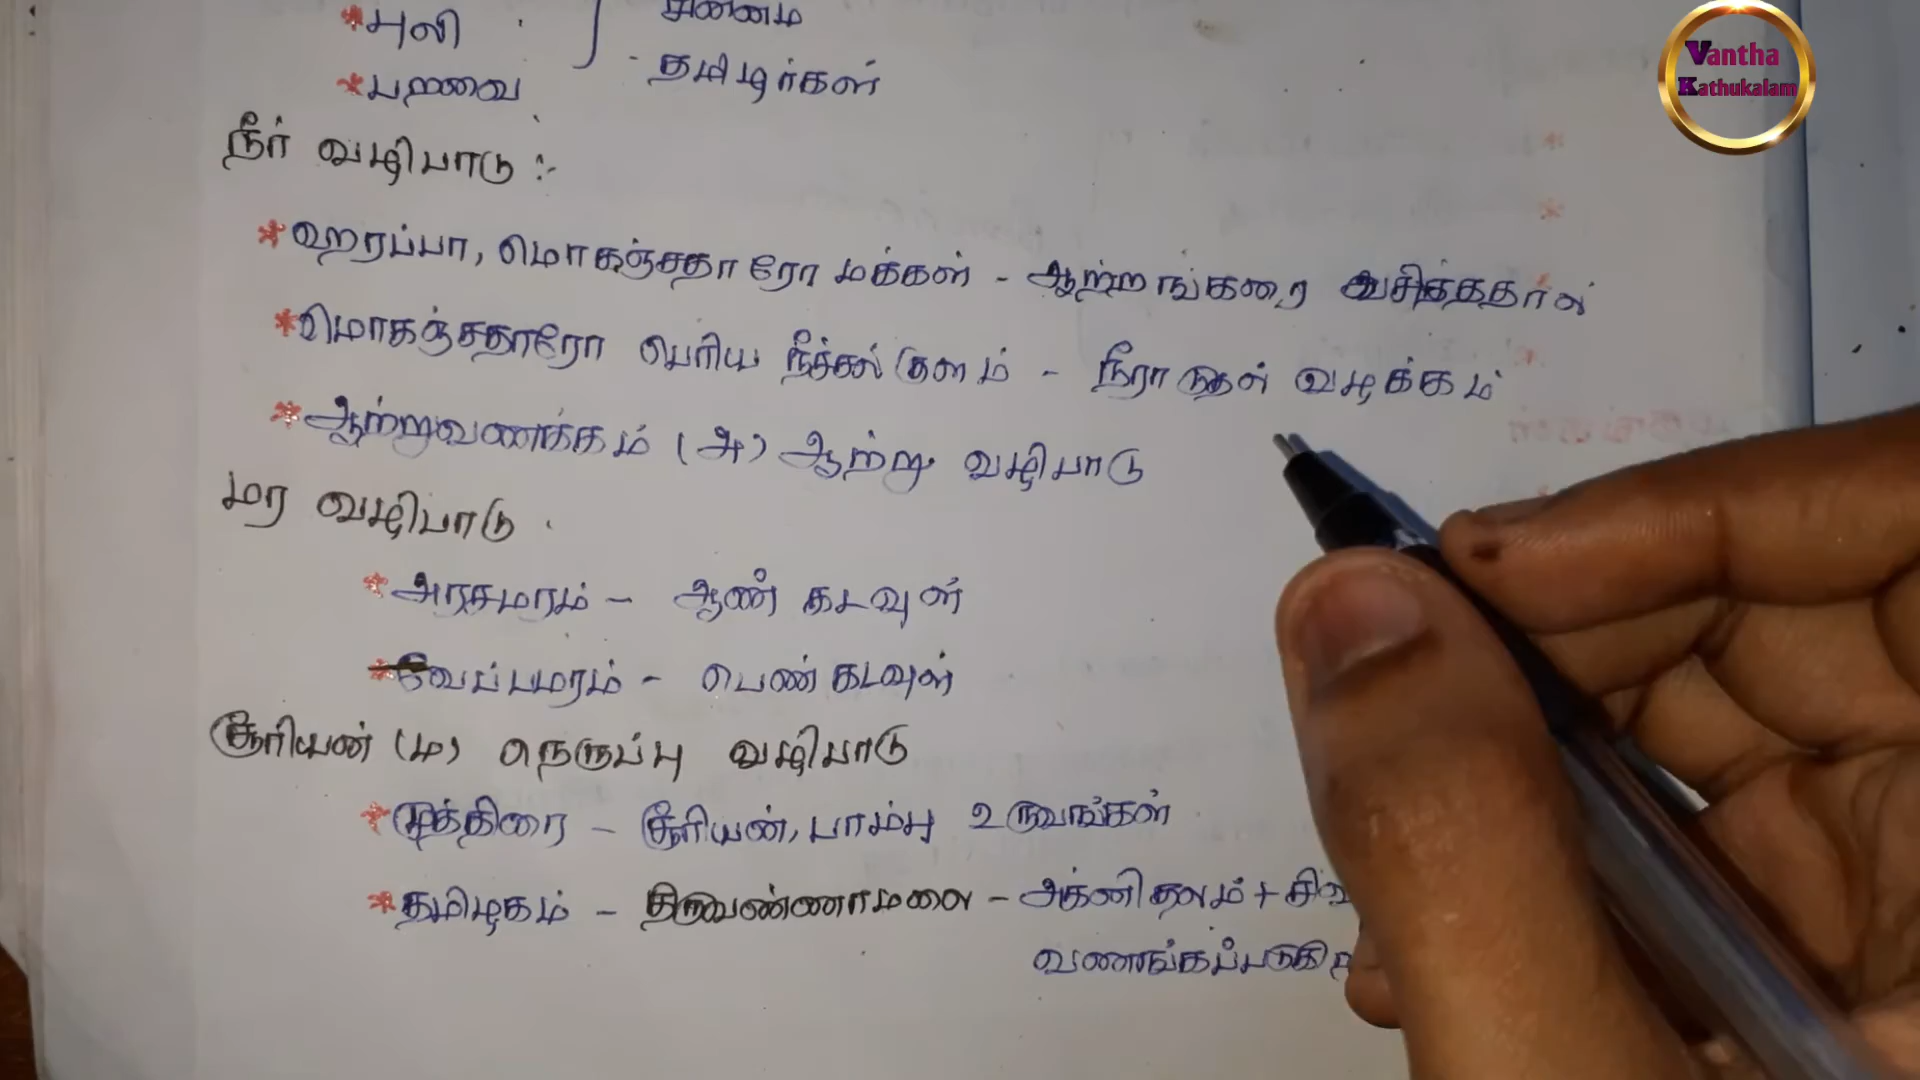 * புலி
சின்னம்
* பறவை
- தமிழர்கள்
நீர் வழிபாடு :-
* ஹரப்பா, மொகஞ்சதாரோ மக்கள் - ஆற்றங்கரை வசித்ததால்
* மொகஞ்சதாரோ பெரிய நீச்சல் குளம் - நீராடுதல் வழக்கம்
* ஆற்றுவணக்கம் (அ) ஆற்று வழிபாடு
மர வழிபாடு
* அரசமரம் - ஆண் கடவுள்
* வேப்பமரம் - பெண் கடவுள்
சூரியன் (ம) நெருப்பு வழிபாடு
* முத்திரை - சூரியன், பாம்பு உருவங்கள்
* தமிழகம் - திருவண்ணாமலை - அக்னி தலம் +
Vantha
Kathukalam